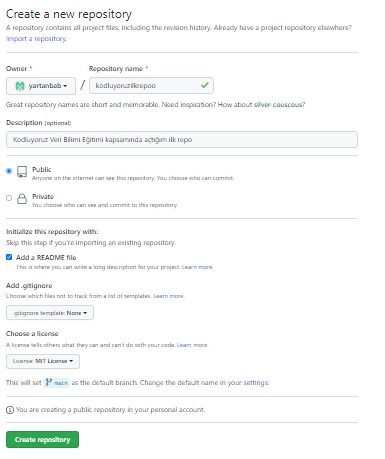 Create a new repository
A repository contains all project files, including the revision history. Already have a project repository elsewhere?
Import a repository.
Owner *
Repository name *
yartanbab
/
kodluyoruzilkrepoo
Great repository names are short and memorable. Need inspiration? How about silver-couscous?
Description (optional)
Kodluyoruz Veri Bilimi Eğitimi kapsamında açtığım ilk repo
Public
Anyone on the internet can see this repository. You choose who can commit.
Private
You choose who can see and commit to this repository.
Initialize this repository with:
Skip this step if you're importing an existing repository.
Add a README file
This is where you can write a long description for your project. Learn more.
Add .gitignore
Choose which files not to track from a list of templates. Learn more.
.gitignore template: None
Choose a license
A license tells others what they can and can't do with your code. Learn more.
License: MIT License
This will set main as the default branch. Change the default name in your settings.
You are creating a public repository in your personal account.
Create repository